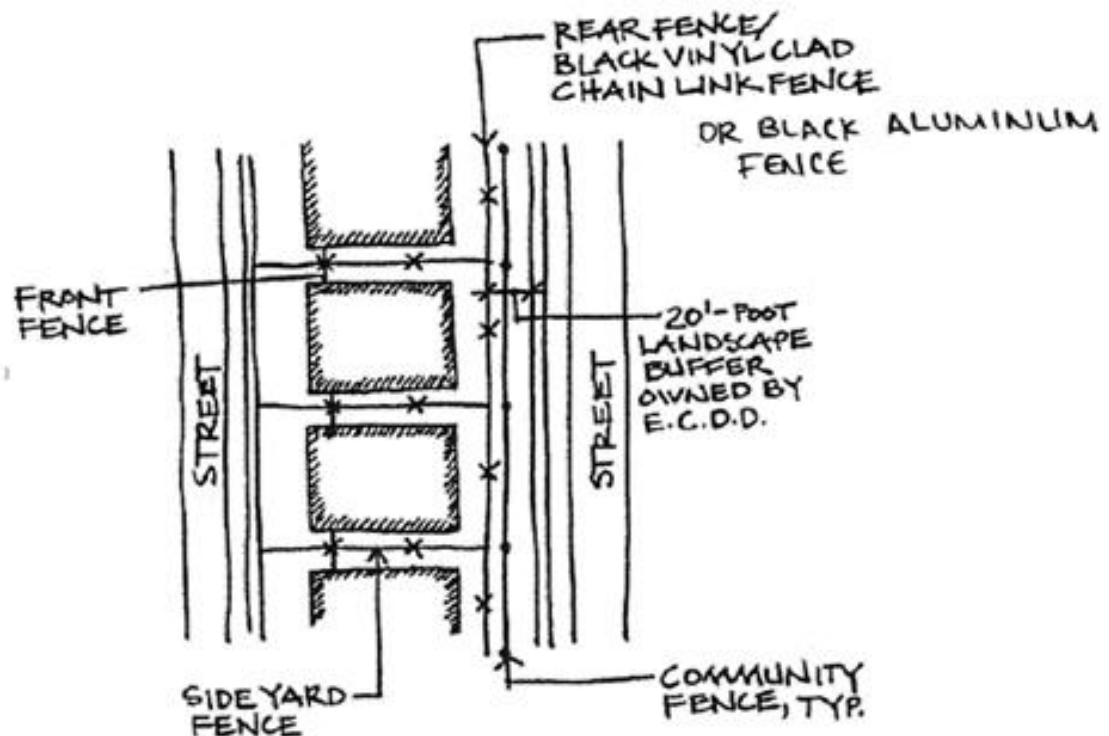 REAR FENCE/
BLACK VINYL CLAD
CHAIN LINK FENCE
OR BLACK ALUMINIUM
FENCE
FRONT
FENCE
STREET
20'-FOOT
LANDSCAPE
BUFFER
OWNED BY
E.C.D.D.
STREET
SIDE YARD
FENCE
COMMUNITY
FENCE, TYP.